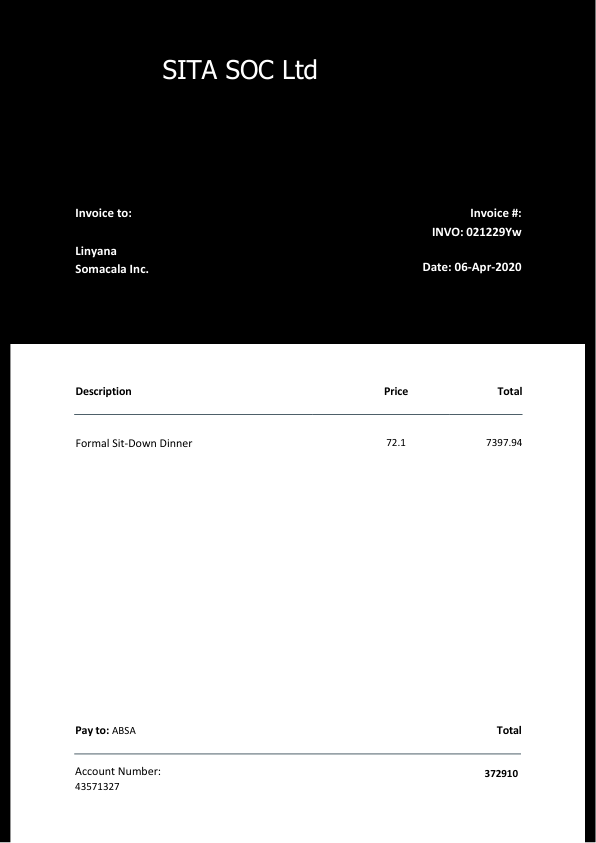 SITA SOC Ltd
Invoice to:
Invoice #:
INVO: 021229Yw
Linyana
Somacala Inc.
Date: 06-Apr-2020
Description Price Total
Formal Sit-Down Dinner 72.1 7397.94
Pay to: ABSA Total
Account Number:
43571327
372910